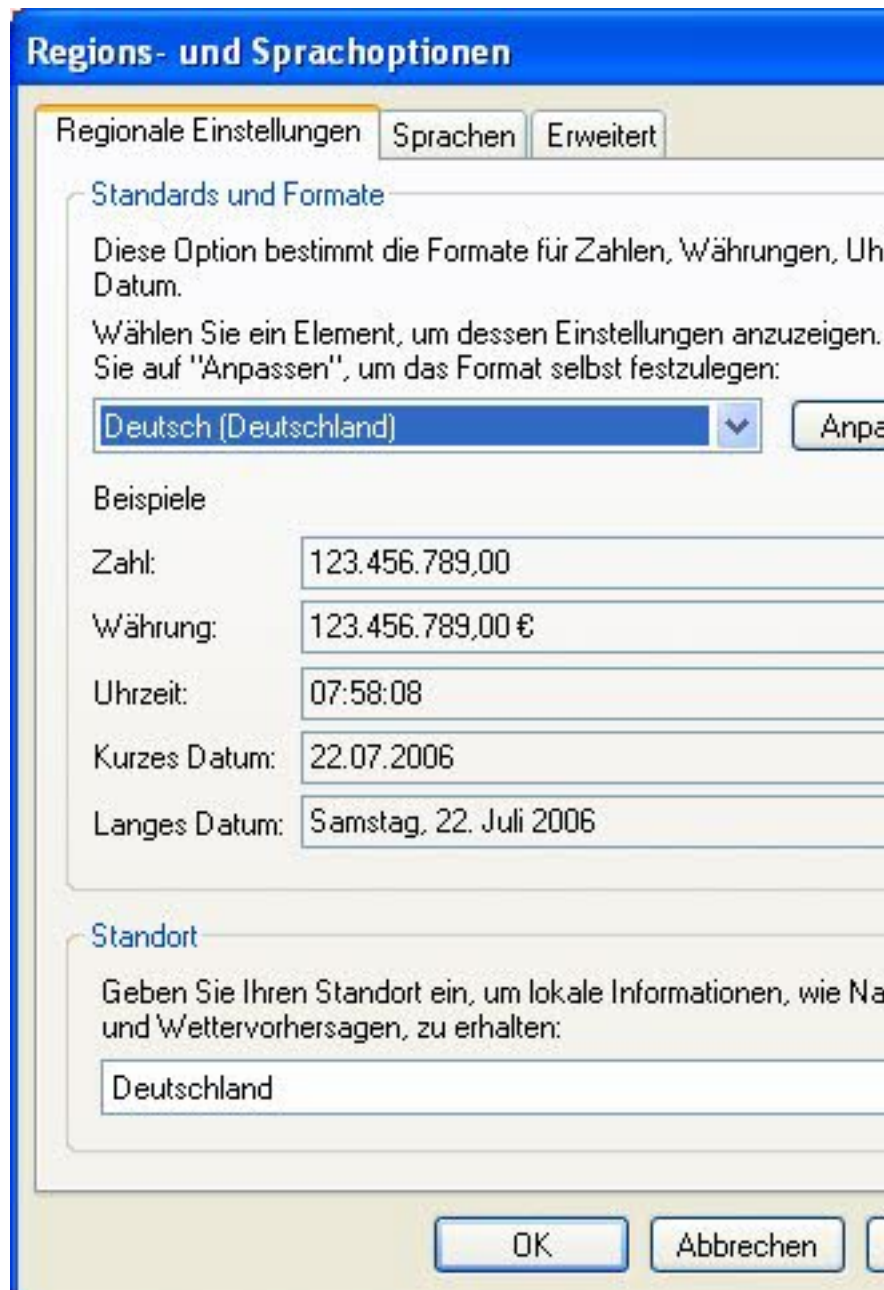 Regions- und Sprachoptionen
Regionale Einstellungen Sprachen Erweitert
Standards und Formate
Diese Option bestimmt die Formate für Zahlen, Währungen, Uh
Datum.
Wählen Sie ein Element, um dessen Einstellungen anzuzeigen.
Sie auf "Anpassen", um das Format selbst festzulegen:
Deutsch (Deutschland) Anpa
Beispiele
Zahl: 123.456.789,00
Währung: 123.456.789,00 €
Uhrzeit: 07:58:08
Kurzes Datum: 22.07.2006
Langes Datum: Samstag, 22. Juli 2006
Standort
Geben Sie Ihren Standort ein, um lokale Informationen, wie Na
und Wettervorhersagen, zu erhalten:
Deutschland
OK Abbrechen